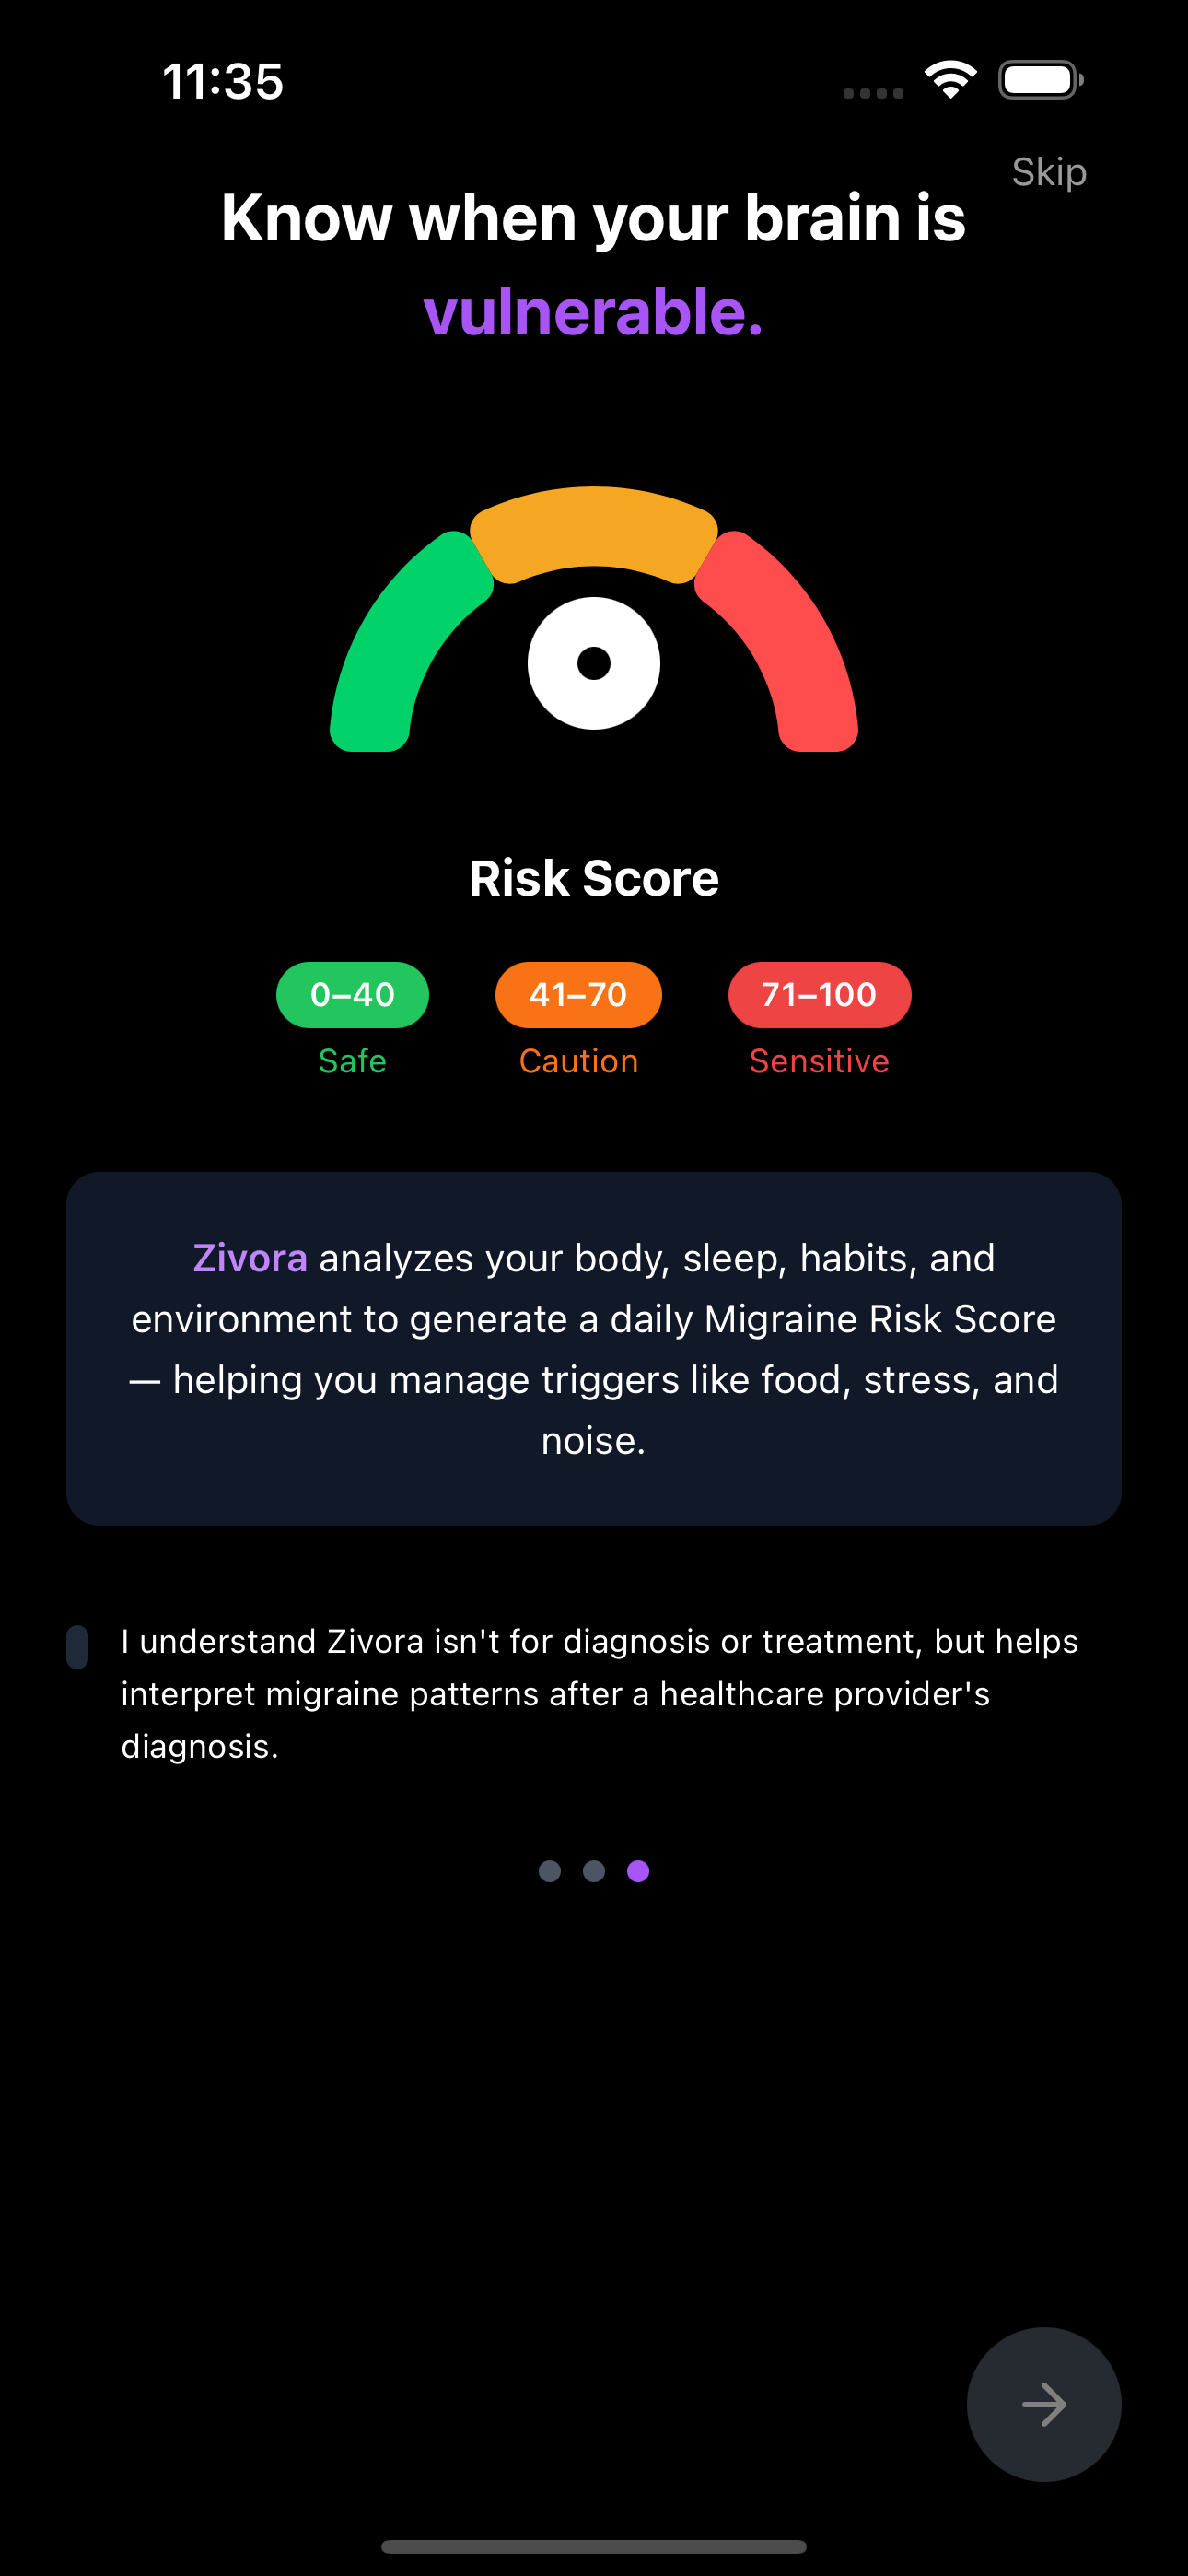 11:35
Skip
Know when your brain is
vulnerable.
Risk Score
0–40
41–70
71–100
Safe
Caution
Sensitive
Zivora analyzes your body, sleep, habits, and
environment to generate a daily Migraine Risk Score
— helping you manage triggers like food, stress, and
noise.
I understand Zivora isn't for diagnosis or treatment, but helps
interpret migraine patterns after a healthcare provider's
diagnosis.